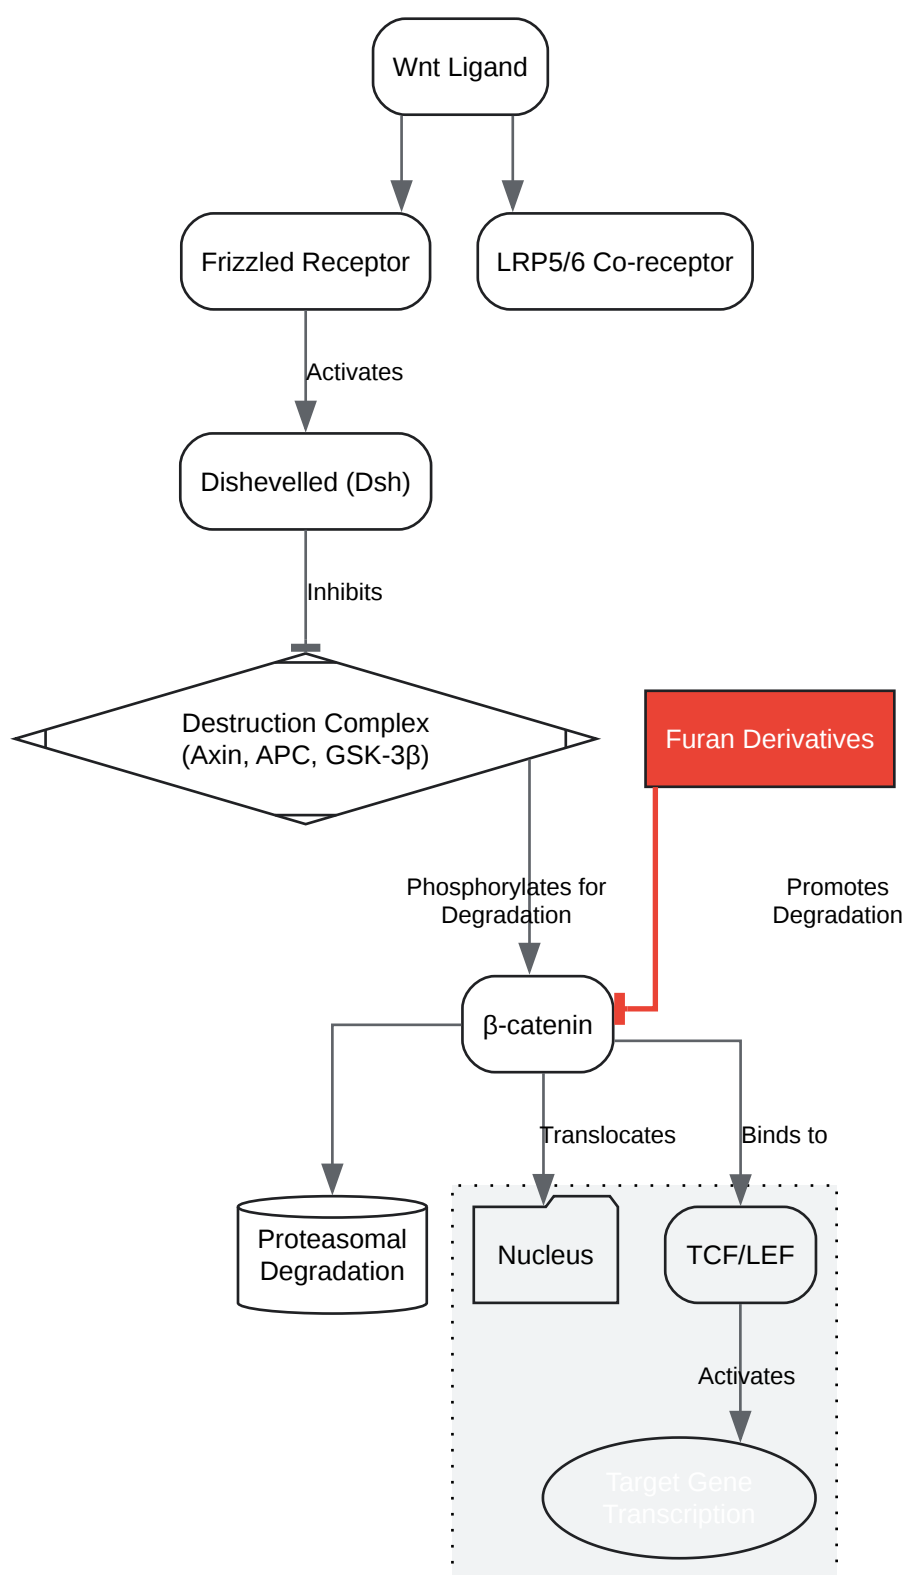 Wnt Ligand
Frizzled Receptor
LRP5/6 Co-receptor
Activates
Dishevelled (Dsh)
Inhibits
Destruction Complex
(Axin, APC, GSK-3β)
Furan Derivatives
Phosphorylates for
Degradation
Promotes
Degradation
β-catenin
Translocates
Binds to
Proteasomal
Degradation
Nucleus
TCF/LEF
Activates
Target Gene
Transcription